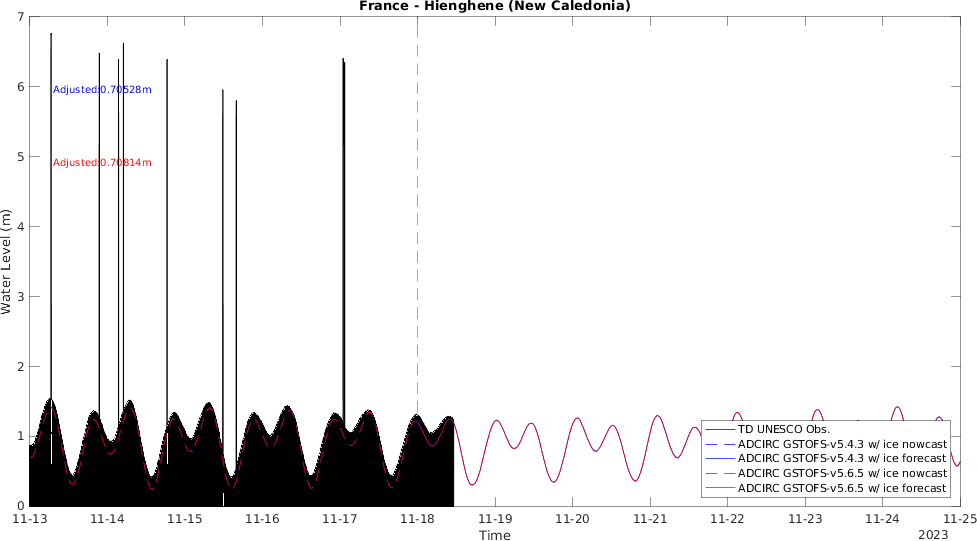 France - Hienghene (New Caledonia)
7
6
5
4
3
2
1
0
Water Level (m)
Adjusted:0.70528m
Adjusted:0.70814m
TD UNESCO Obs.
ADCIRC GSTOFS-v5.4.3 w/ ice nowcast
ADCIRC GSTOFS-v5.4.3 w/ ice forecast
ADCIRC GSTOFS-v5.6.5 w/ ice nowcast
ADCIRC GSTOFS-v5.6.5 w/ ice forecast
11-13 11-14 11-15 11-16 11-17 11-18 11-19 11-20 11-21 11-22 11-23 11-24 11-25
Time
2023